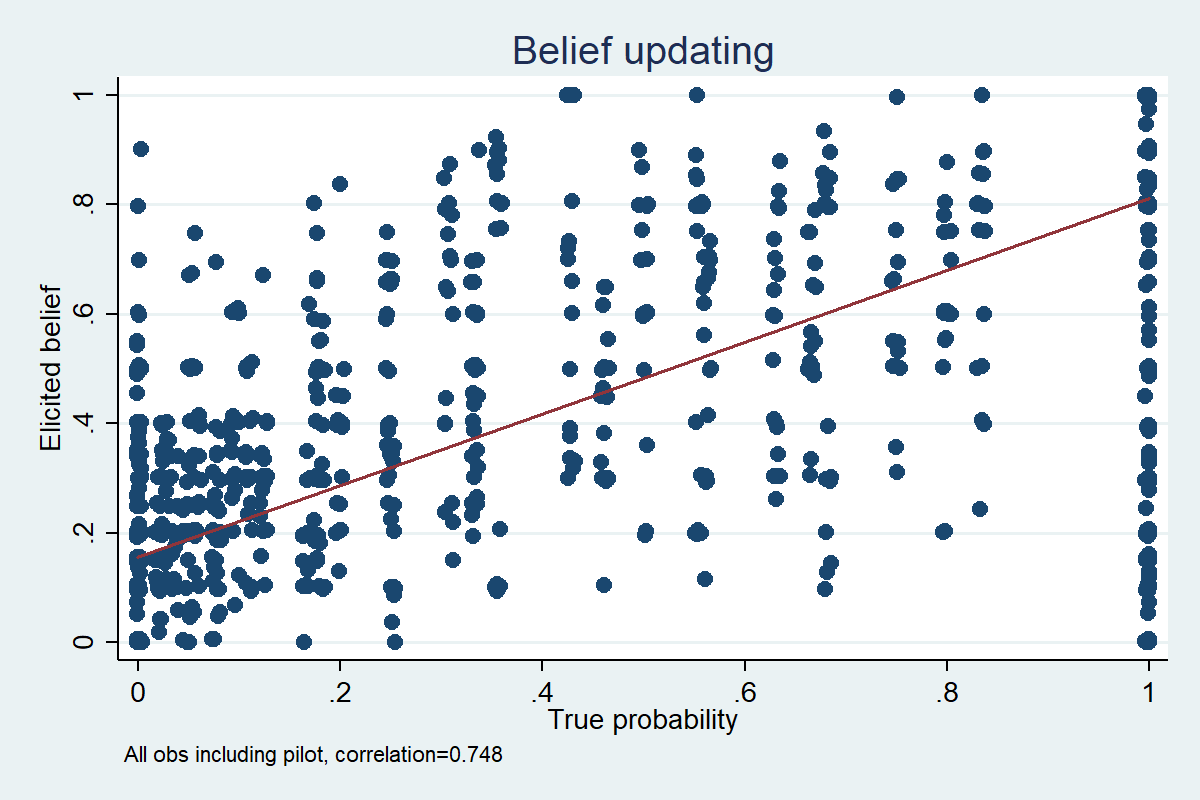 Belief updating
Elicited belief
1
.8
.6
.4
.2
0
0 .2 .4 .6 .8 1
True probability
All obs including pilot, correlation=0.748